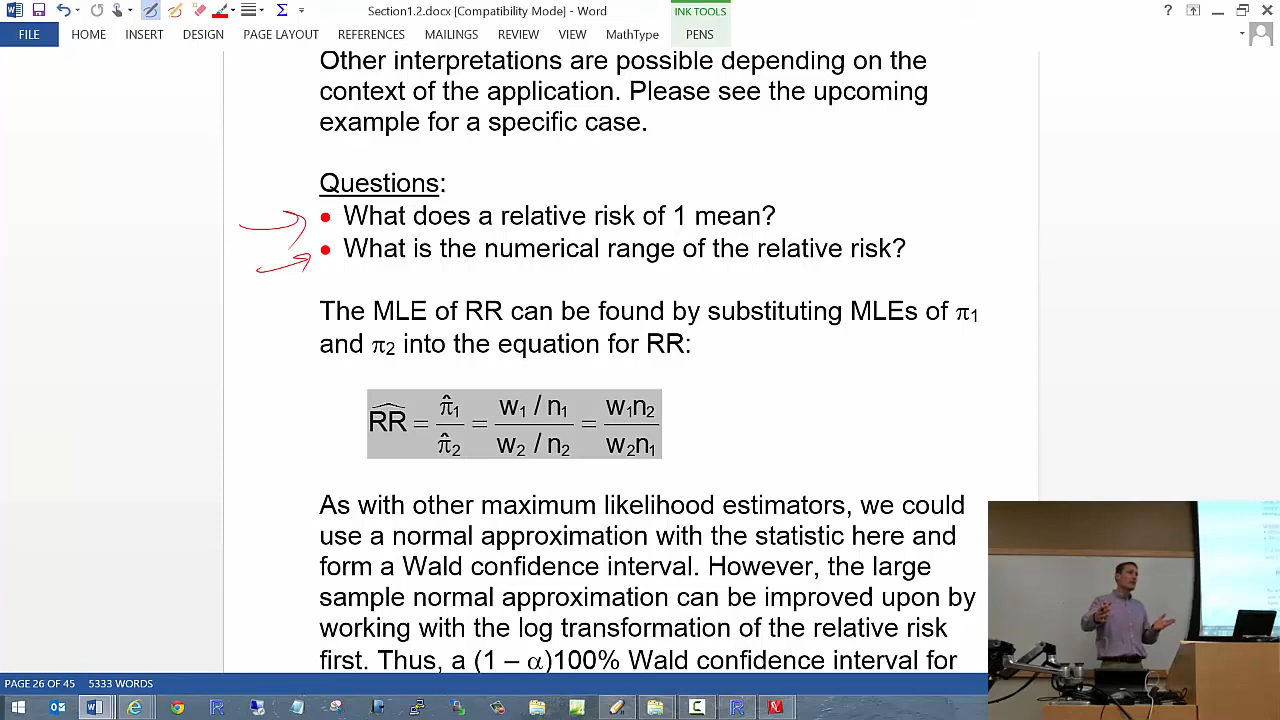 Section1.2.docx [Compatibility Mode] - Word
INK TOOLS
?
FILE HOME INSERT DESIGN PAGE LAYOUT REFERENCES MAILINGS REVIEW VIEW MathType PENS
Other interpretations are possible depending on the
context of the application. Please see the upcoming
example for a specific case.
Questions:
• What does a relative risk of 1 mean?
• What is the numerical range of the relative risk?
The MLE of RR can be found by substituting MLEs of π₁
and π₂ into the equation for RR:
R̂R = π̂₁ / π̂₂ = (w₁ / n₁) / (w₂ / n₂) = w₁n₂ / w₂n₁
As with other maximum likelihood estimators, we could
use a normal approximation with the statistic here and
form a Wald confidence interval. However, the large
sample normal approximation can be improved upon by
working with the log transformation of the relative risk
first. Thus, a (1 – α)100% Wald confidence interval for
PAGE 26 OF 45 5333 WORDS